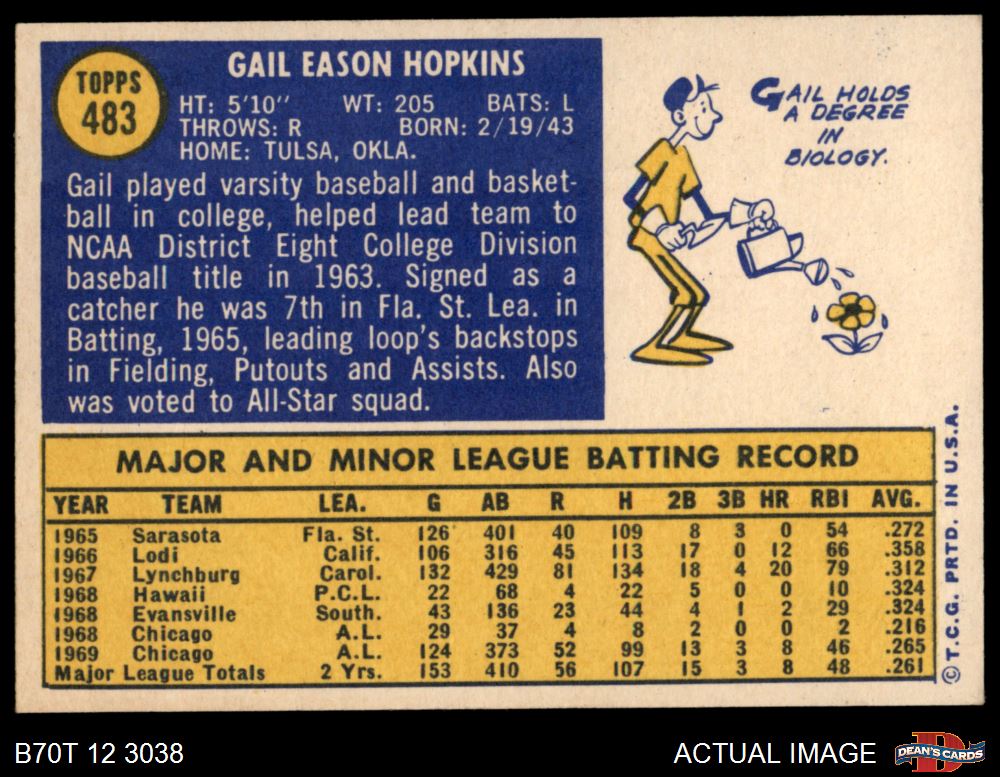 TOPPS
483
GAIL EASON HOPKINS
HT: 5'10" WT: 205 BATS: L
THROWS: R BORN: 2/19/43
HOME: TULSA, OKLA.
Gail played varsity baseball and basket-
ball in college, helped lead team to
NCAA District Eight College Division
baseball title in 1963. Signed as a
catcher he was 7th in Fla. St. Lea. in
Batting, 1965, leading loop's backstops
in Fielding, Putouts and Assists. Also
was voted to All-Star squad.
GAIL HOLDS
A DEGREE
IN
BIOLOGY.
MAJOR AND MINOR LEAGUE BATTING RECORD
YEAR TEAM LEA. G AB R H 2B 3B HR RBI AVG.
1965 Sarasota Fla. St. 126 401 40 109 8 3 0 54 .272
1966 Lodi Calif. 106 316 45 113 17 0 12 66 .358
1967 Lynchburg Carol. 132 429 81 134 18 4 20 79 .312
1968 Hawaii P.C.L. 22 68 4 22 5 0 0 10 .324
1968 Evansville South. 43 136 23 44 4 1 2 29 .324
1968 Chicago A.L. 29 37 4 8 2 0 0 2 .216
1969 Chicago A.L. 124 373 52 99 13 3 8 46 .265
Major League Totals 2 Yrs. 153 410 56 107 15 3 8 48 .261
© T.C.G. PRTD. IN U.S.A.
B70T 12 3038
ACTUAL IMAGE
DEAN'S CARDS